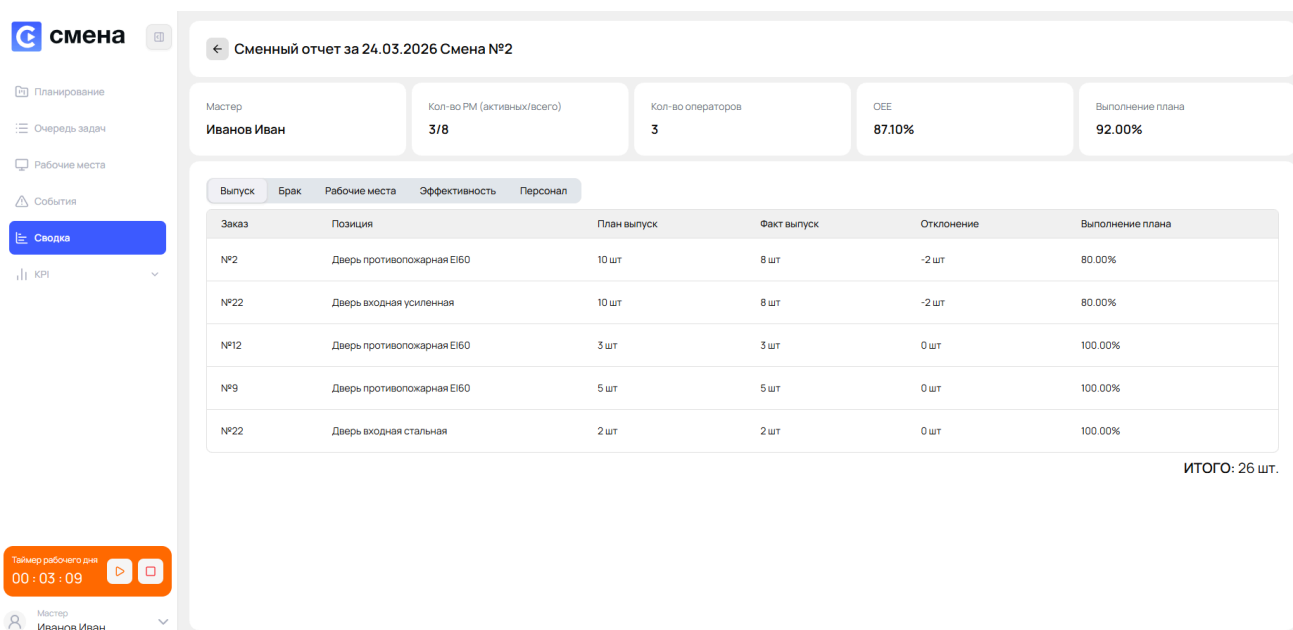 смена
Планирование
Очередь задач
Рабочие места
События
Сводка
KPI
Таймер рабочего дня
00 : 03 : 09
Мастер
Иванов Иван
Сменный отчет за 24.03.2026 Смена №2
Мастер
Иванов Иван
Кол-во РМ (активных/всего)
3/8
Кол-во операторов
3
OEE
87.10%
Выполнение плана
92.00%
Выпуск Брак Рабочие места Эффективность Персонал
Заказ Позиция План выпуск Факт выпуск Отклонение Выполнение плана
№2 Дверь противопожарная EI60 10 шт 8 шт -2 шт 80.00%
№22 Дверь входная усиленная 10 шт 8 шт -2 шт 80.00%
№12 Дверь противопожарная EI60 3 шт 3 шт 0 шт 100.00%
№9 Дверь противопожарная EI60 5 шт 5 шт 0 шт 100.00%
№22 Дверь входная стальная 2 шт 2 шт 0 шт 100.00%
ИТОГО: 26 шт.